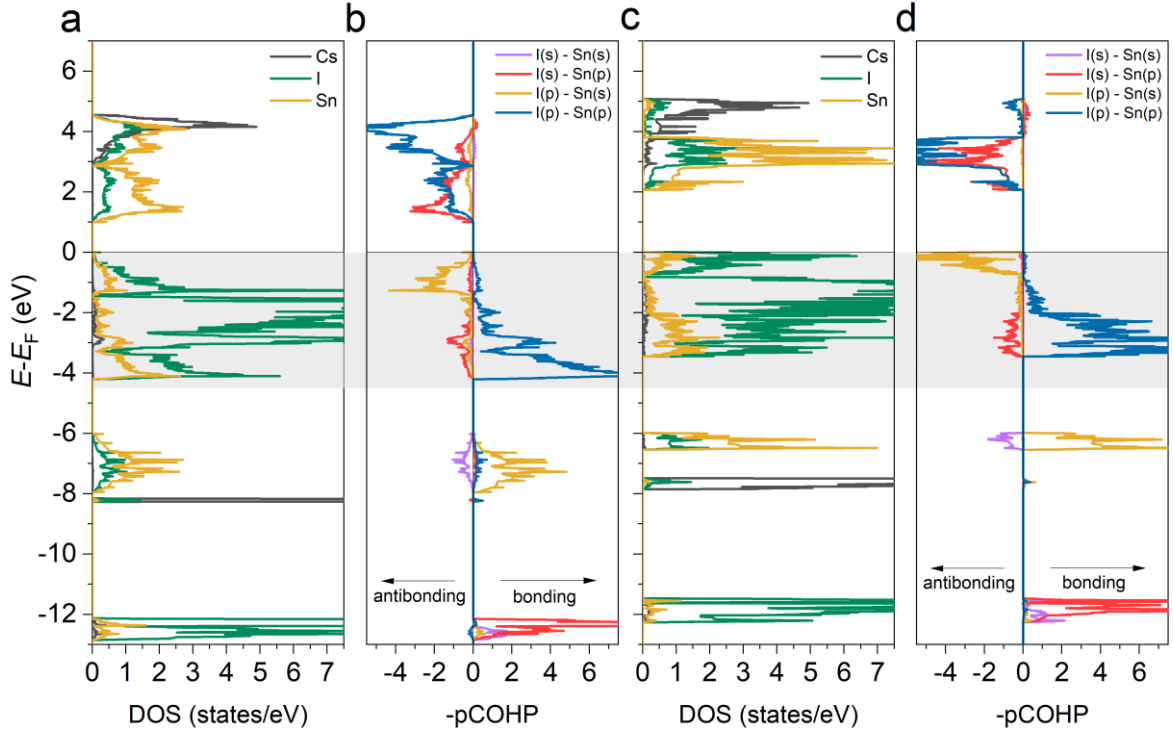 a
b
c
d
Cs
I
Sn
I(s) - Sn(s)
I(s) - Sn(p)
I(p) - Sn(s)
I(p) - Sn(p)
Cs
I
Sn
I(s) - Sn(s)
I(s) - Sn(p)
I(p) - Sn(s)
I(p) - Sn(p)
E-EF (eV)
6
4
2
0
-2
-4
-6
-8
-10
-12
antibonding
bonding
antibonding
bonding
0 1 2 3 4 5 6 7
-4 -2 0 2 4 6
0 1 2 3 4 5 6 7
-4 -2 0 2 4 6
DOS (states/eV)
-pCOHP
DOS (states/eV)
-pCOHP